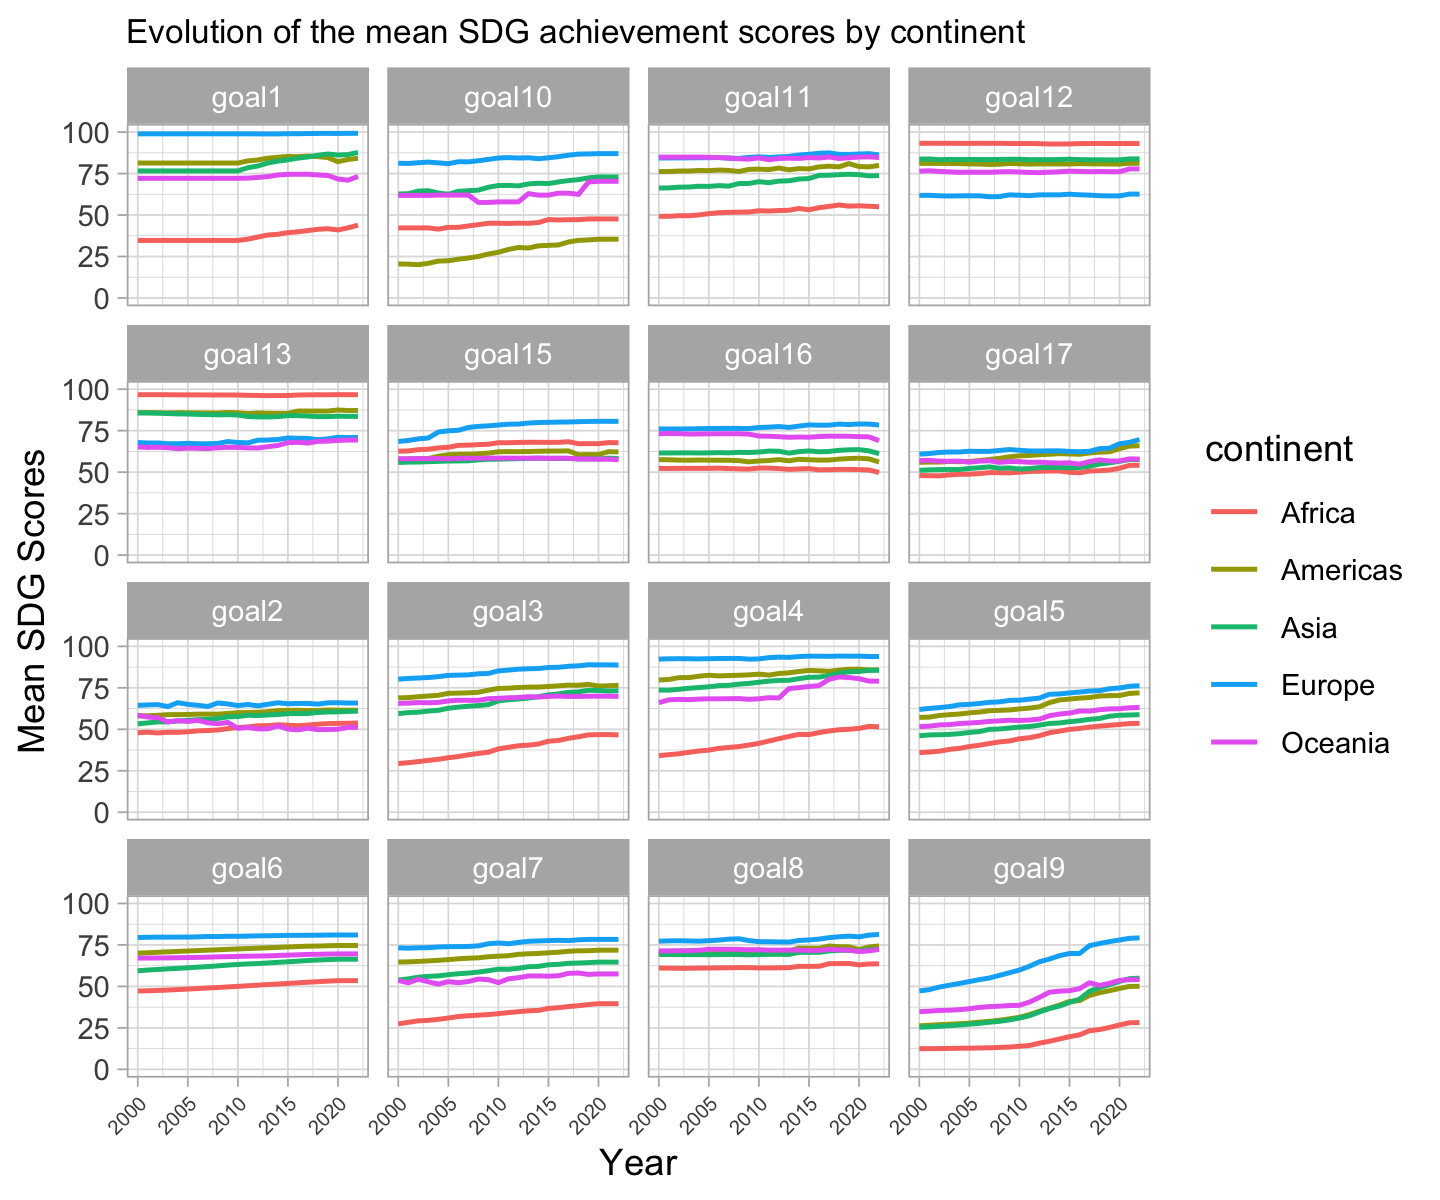 Evolution of the mean SDG achievement scores by continent
goal1
goal10
goal11
goal12
100
75
50
25
0
goal13
goal15
goal16
goal17
100
75
50
25
0
goal2
goal3
goal4
goal5
100
75
50
25
0
goal6
goal7
goal8
goal9
100
75
50
25
0
2000 2005 2010 2015 2020
2000 2005 2010 2015 2020
2000 2005 2010 2015 2020
2000 2005 2010 2015 2020
Year
Mean SDG Scores
continent
Africa
Americas
Asia
Europe
Oceania